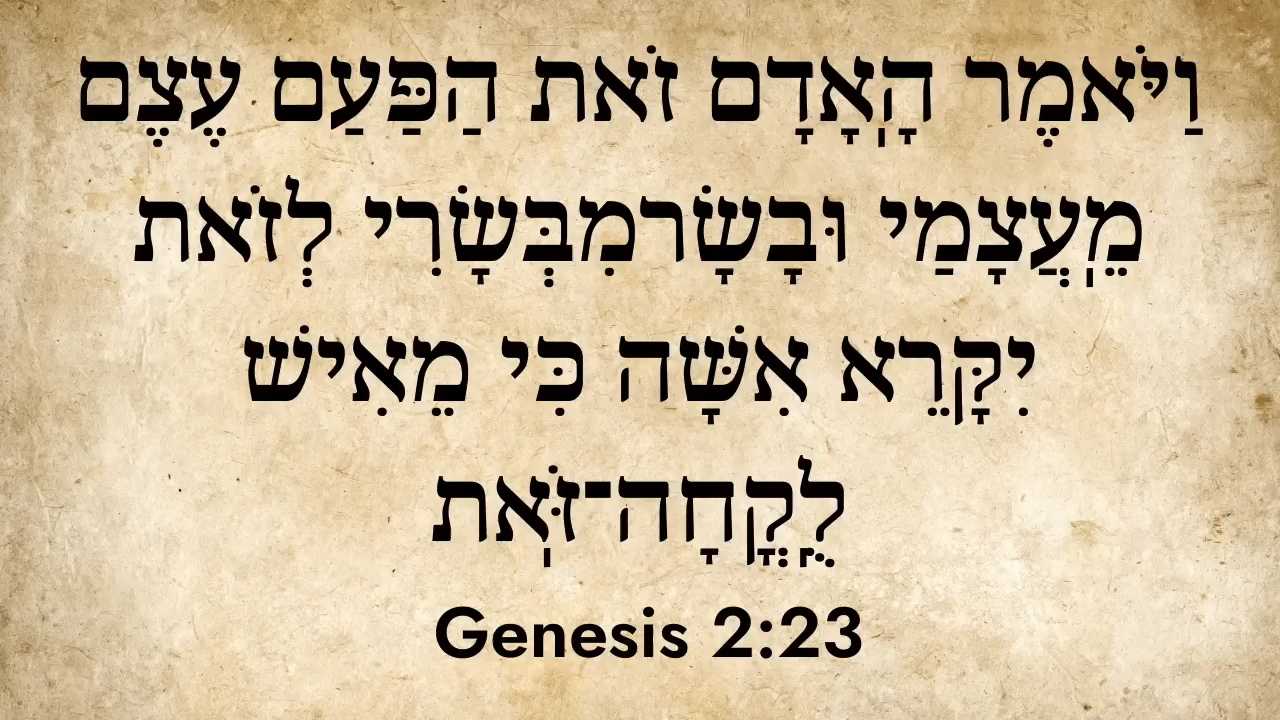 וַיֹּאמֶר הָאָדָם זֹאת הַפַּעַם עֶצֶם
מֵעֲצָמַי וּבָשָׂרמִבְּשָׂרִי לְזֹאת
יִקָּרֵא אִשָּׁה כִּי מֵאִישׁ
לֻקֳחָה־זֹּאת
Genesis 2:23